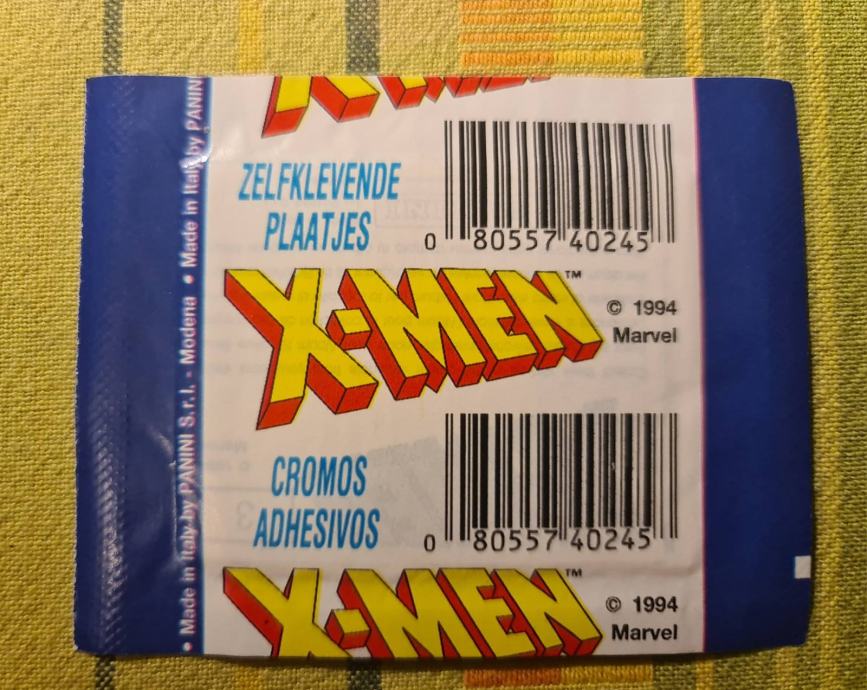 • Made in Italy by PANINI S.r.l. - Modena • Made in Italy by PANINI
X-MEN
ZELFKLEVENDE
PLAATJES
0 80557 40245
X-MEN™
© 1994
Marvel
CROMOS
ADHESIVOS
0 80557 40245
X-MEN™
© 1994
Marvel